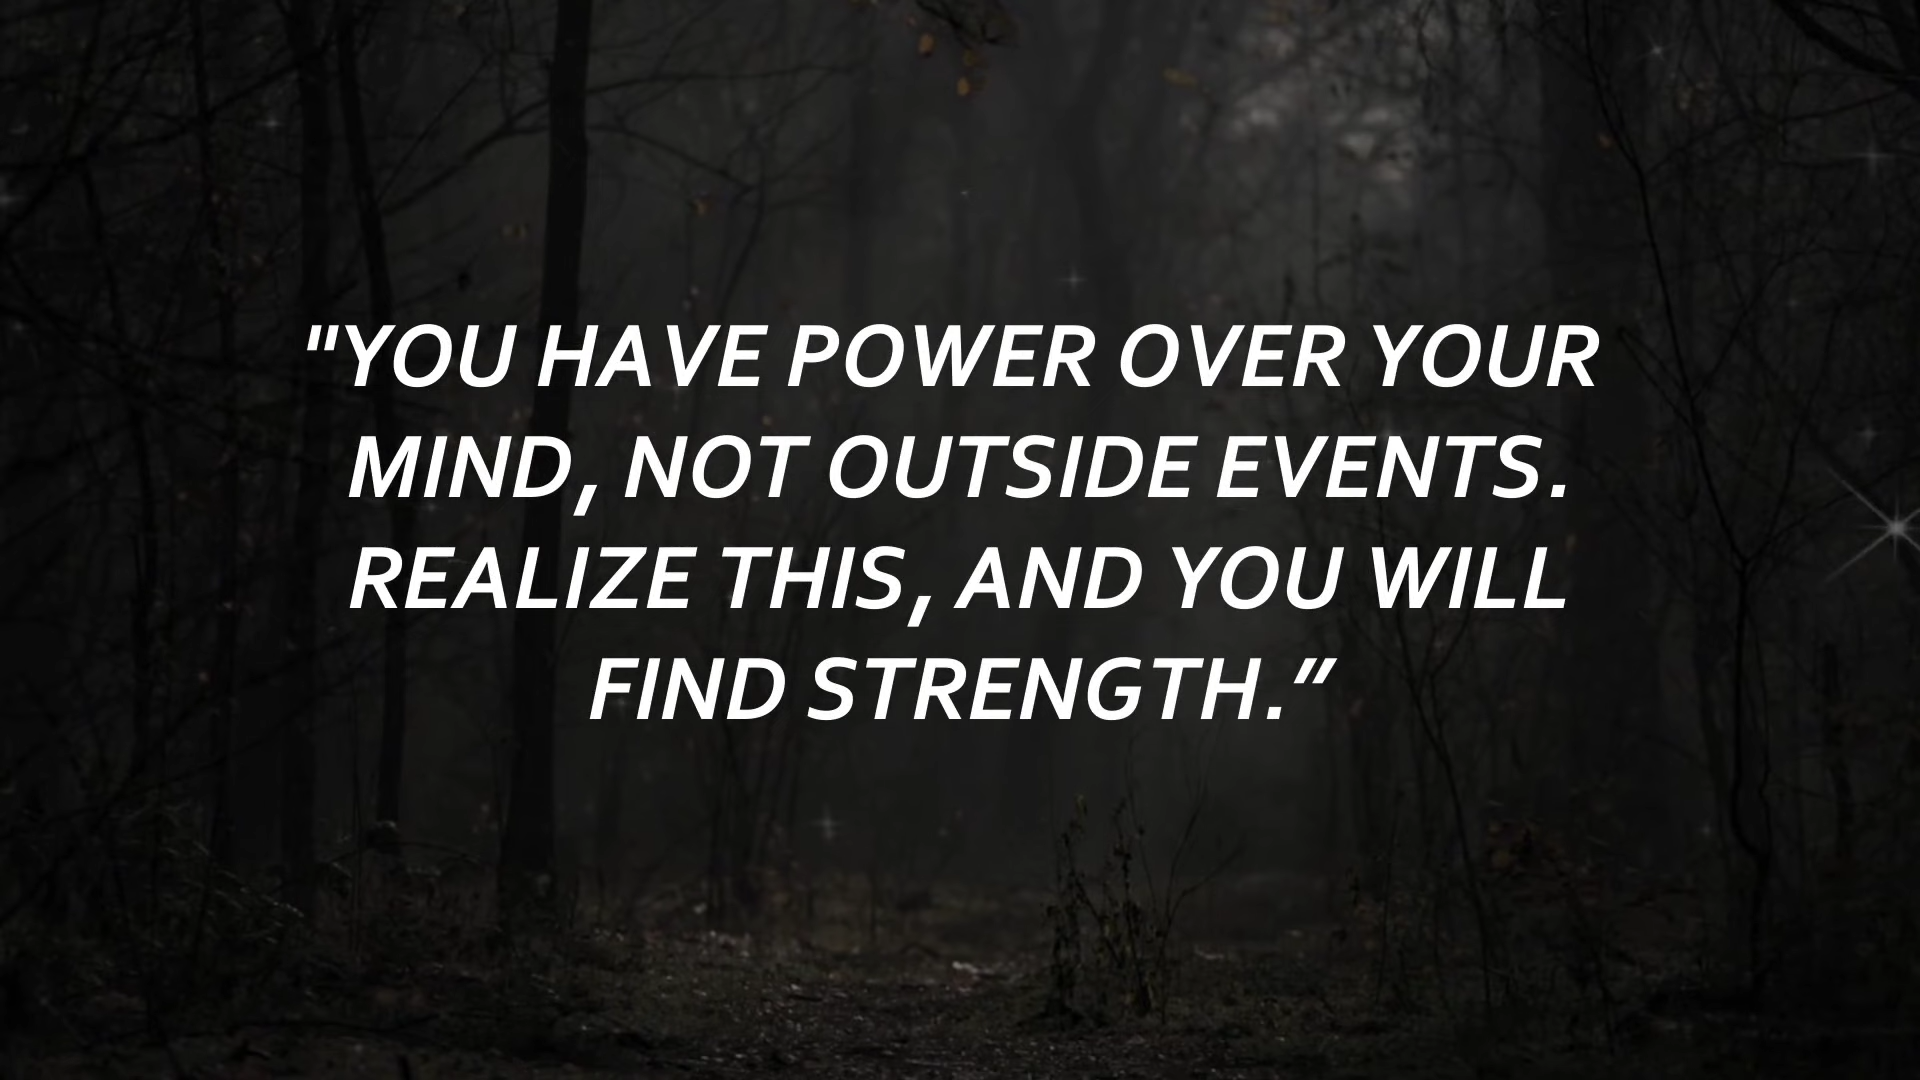 "YOU HAVE POWER OVER YOUR
MIND, NOT OUTSIDE EVENTS.
REALIZE THIS, AND YOU WILL
FIND STRENGTH.”